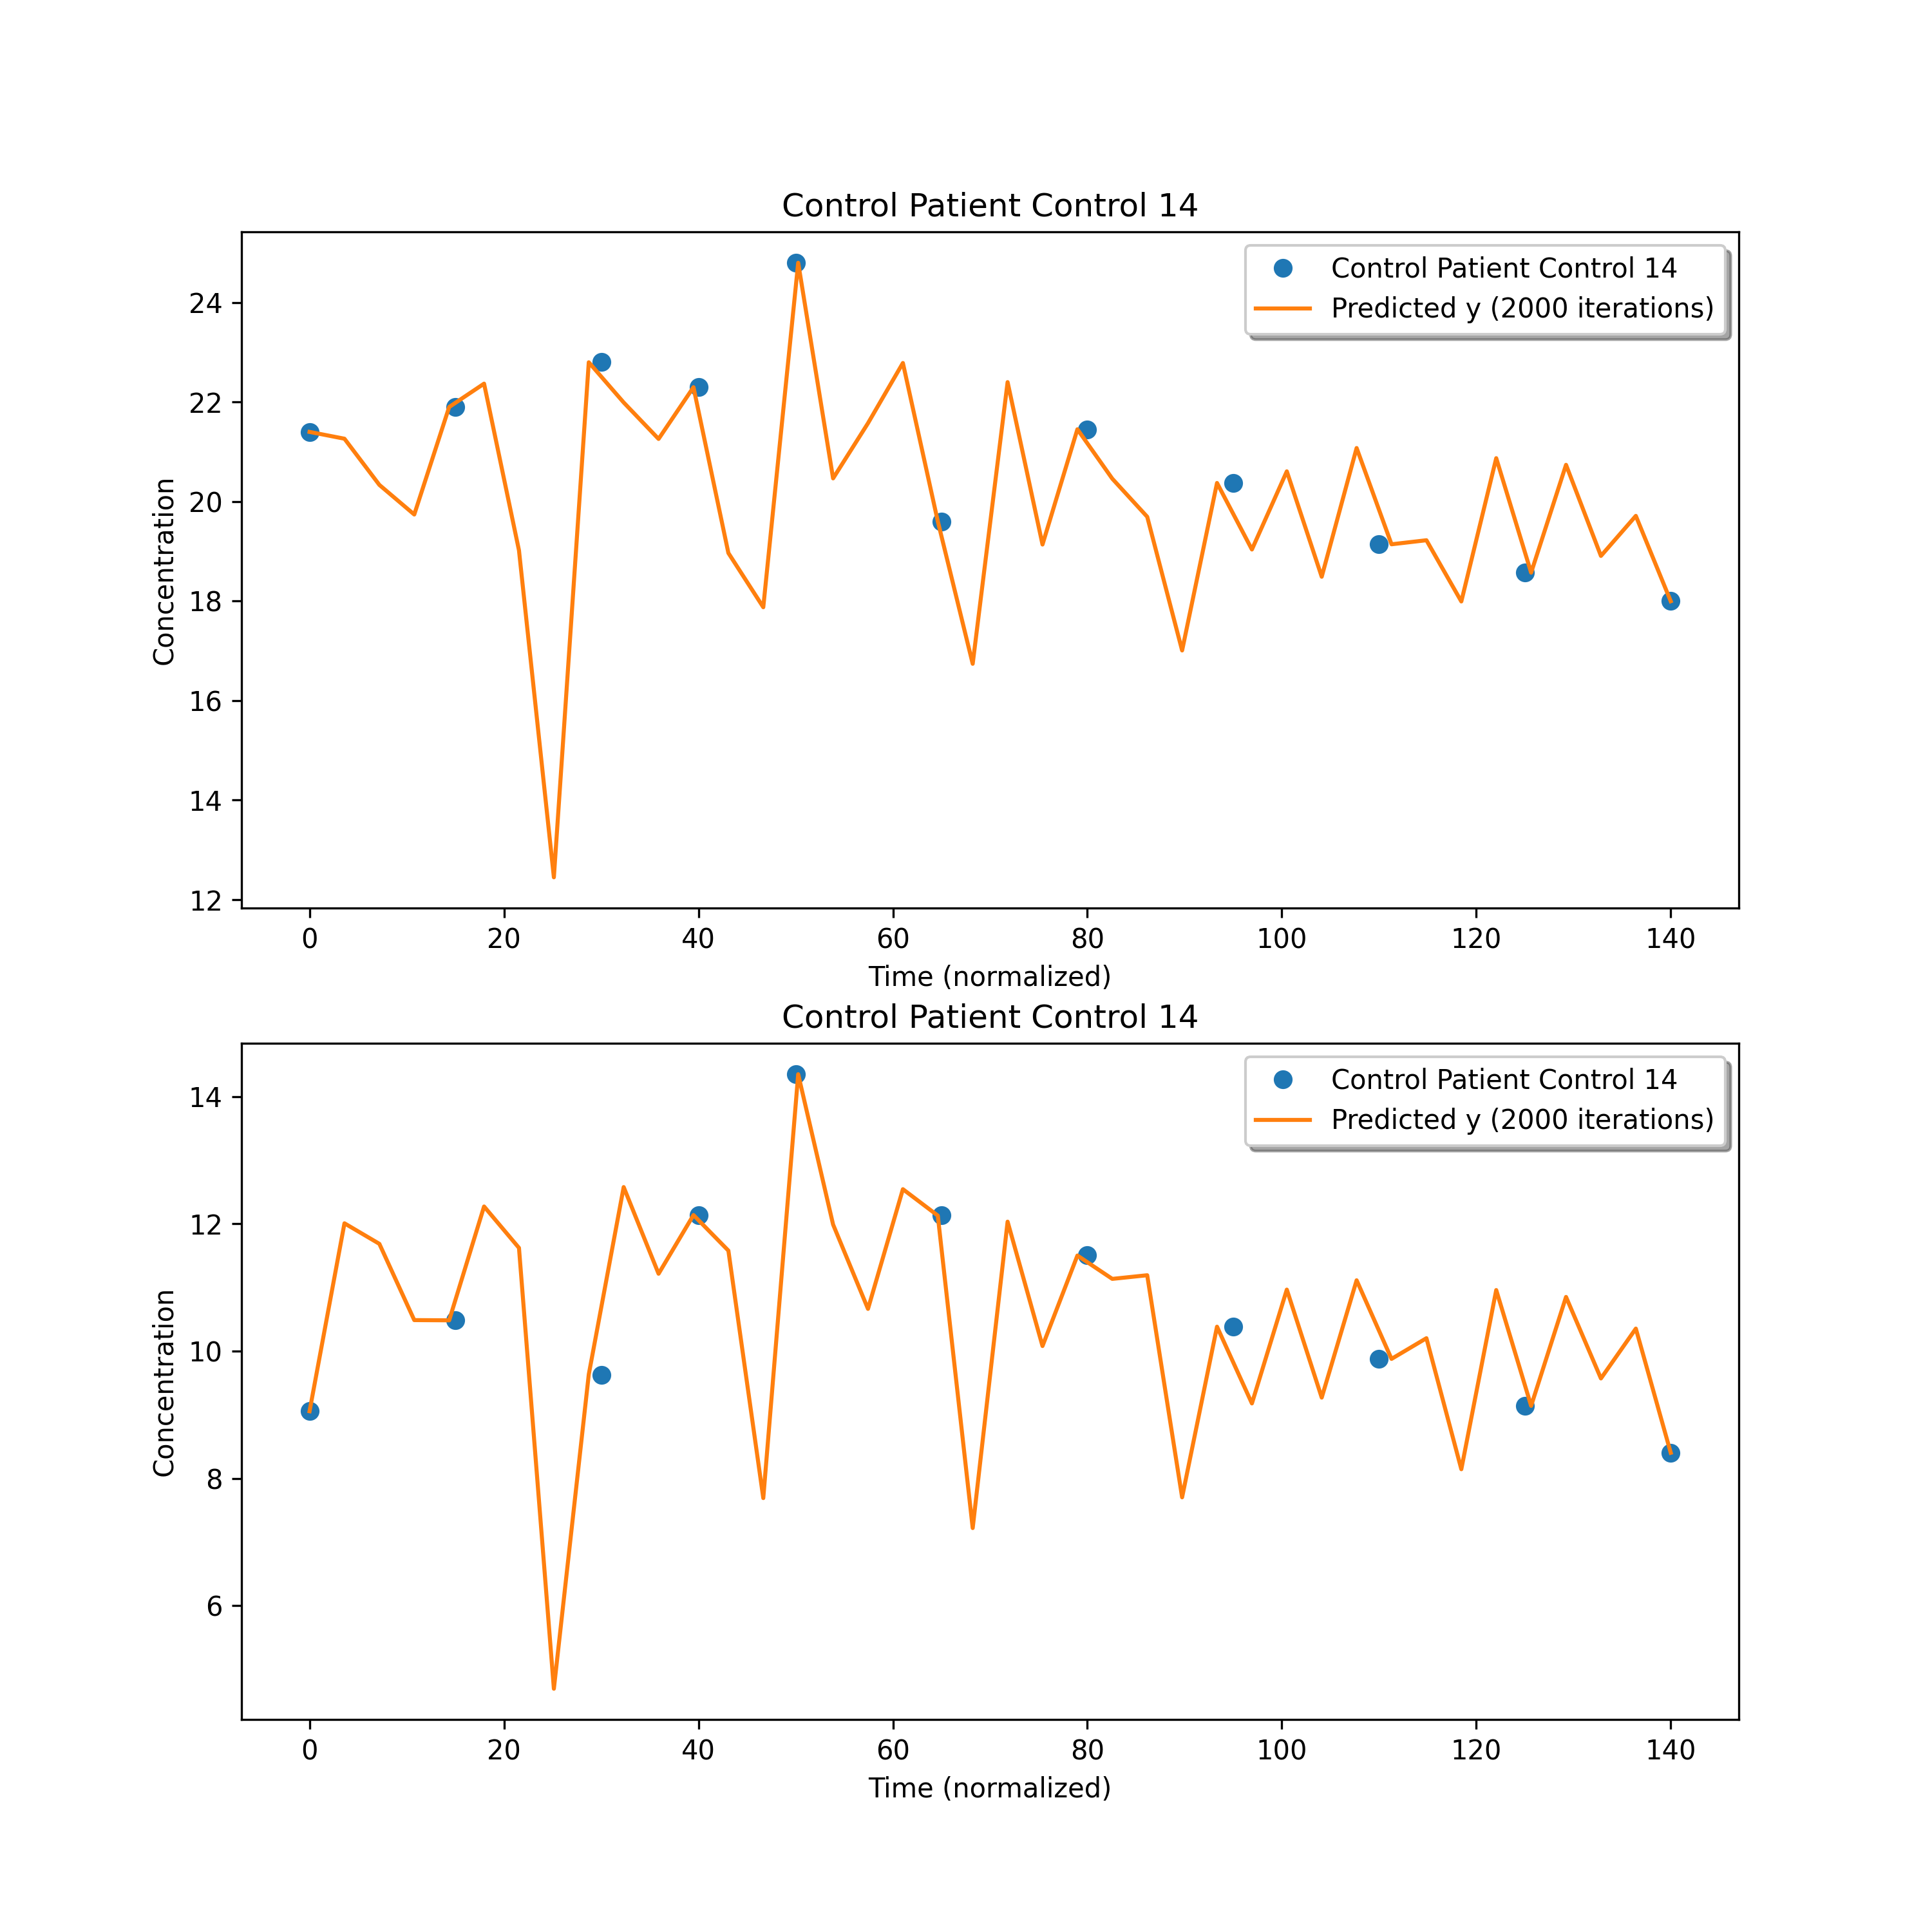 Control Patient Control 14
Control Patient Control 14
Predicted y (2000 iterations)
24
22
20
18
16
14
12
Concentration
0 20 40 60 80 100 120 140
Time (normalized)
Control Patient Control 14
Control Patient Control 14
Predicted y (2000 iterations)
14
12
10
8
6
Concentration
0 20 40 60 80 100 120 140
Time (normalized)